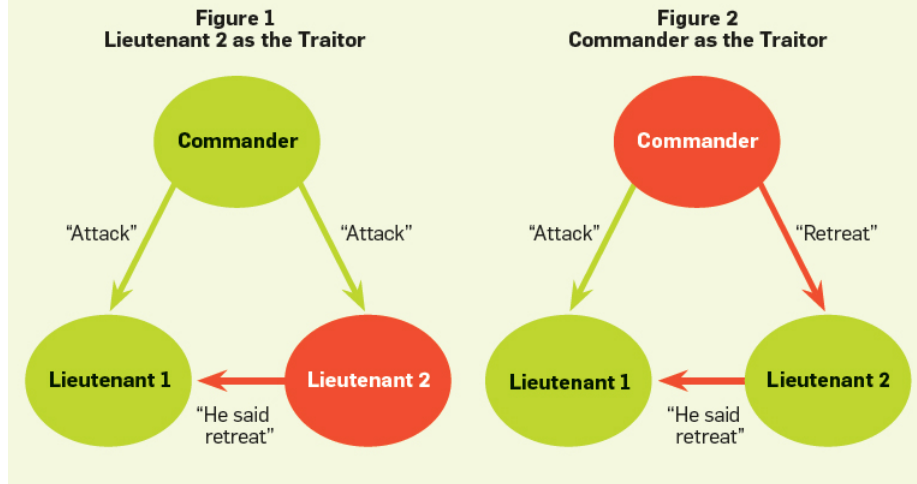 Figure 1
Lieutenant 2 as the Traitor
Commander
“Attack”
“Attack”
Lieutenant 1
Lieutenant 2
“He said
retreat”
Figure 2
Commander as the Traitor
Commander
“Attack”
“Retreat”
Lieutenant 1
Lieutenant 2
“He said
retreat”